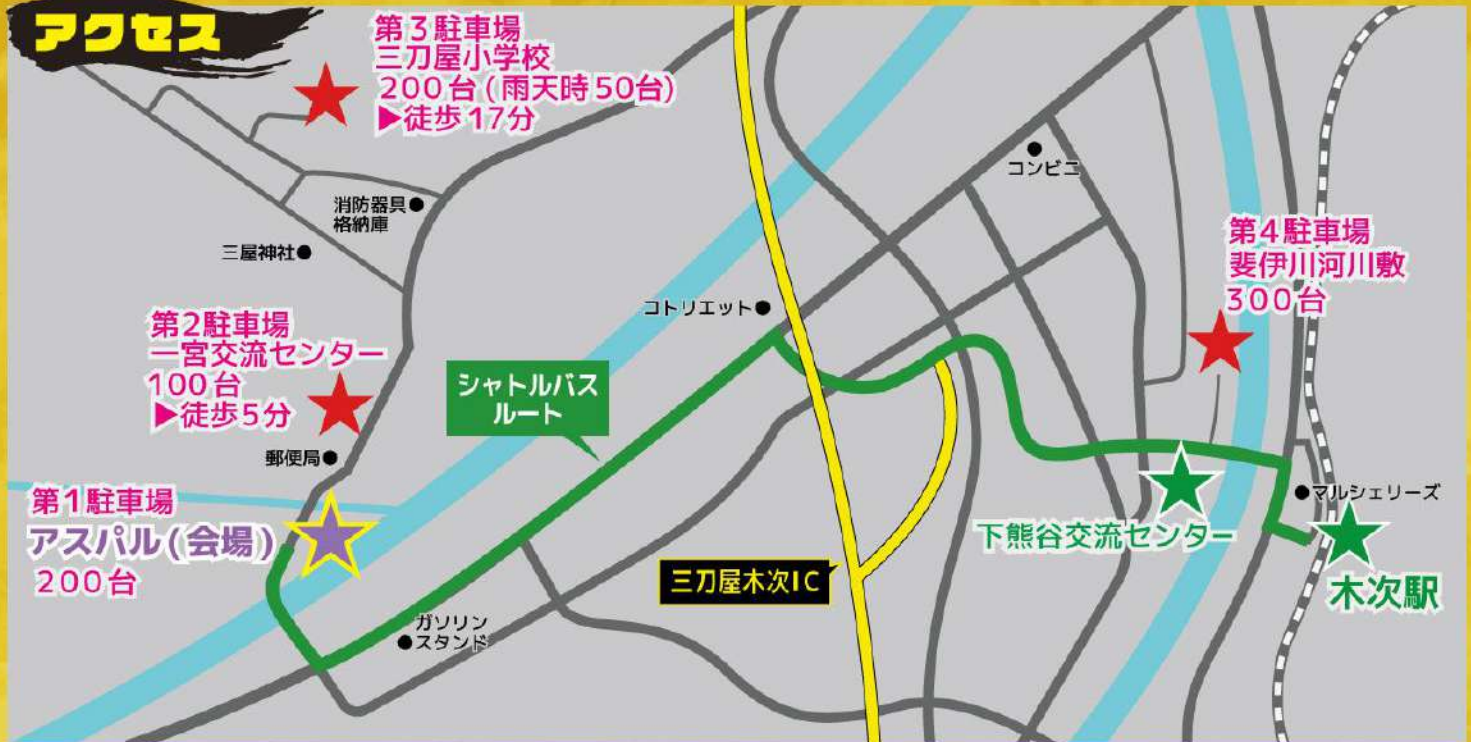 アクセス
第3駐車場
三刀屋小学校
200台(雨天時50台)
▶徒歩17分
コンビニ
消防器具
格納庫
三屋神社
第4駐車場
斐伊川河川敷
300台
コトリエット
第2駐車場
一宮交流センター
100台
▶徒歩5分
シャトルバス
ルート
郵便局
第1駐車場
アスパル(会場)
200台
マルシェリーズ
下熊谷交流センター
三刀屋木次IC
木次駅
ガソリン
スタンド